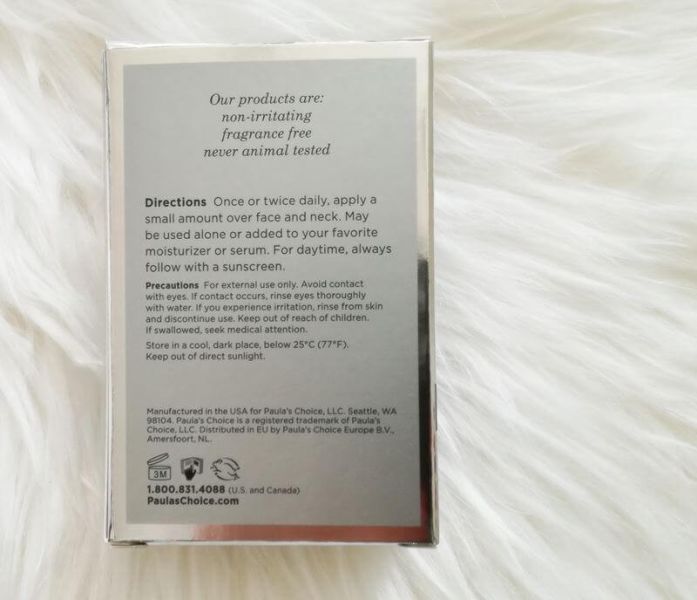 Our products are:
non-irritating
fragrance free
never animal tested
Directions Once or twice daily, apply a
small amount over face and neck. May
be used alone or added to your favorite
moisturizer or serum. For daytime, always
follow with a sunscreen.
Precautions For external use only. Avoid contact
with eyes. If contact occurs, rinse eyes thoroughly
with water. If you experience irritation, rinse from skin
and discontinue use. Keep out of reach of children.
If swallowed, seek medical attention.
Store in a cool, dark place, below 25°C (77°F).
Keep out of direct sunlight.
Manufactured in the USA for Paula's Choice, LLC. Seattle, WA
98104. Paula's Choice is a registered trademark of Paula's
Choice, LLC. Distributed in EU by Paula's Choice Europe B.V.,
Amersfoort, NL.
3M
1.800.831.4088 (U.S. and Canada)
PaulasChoice.com